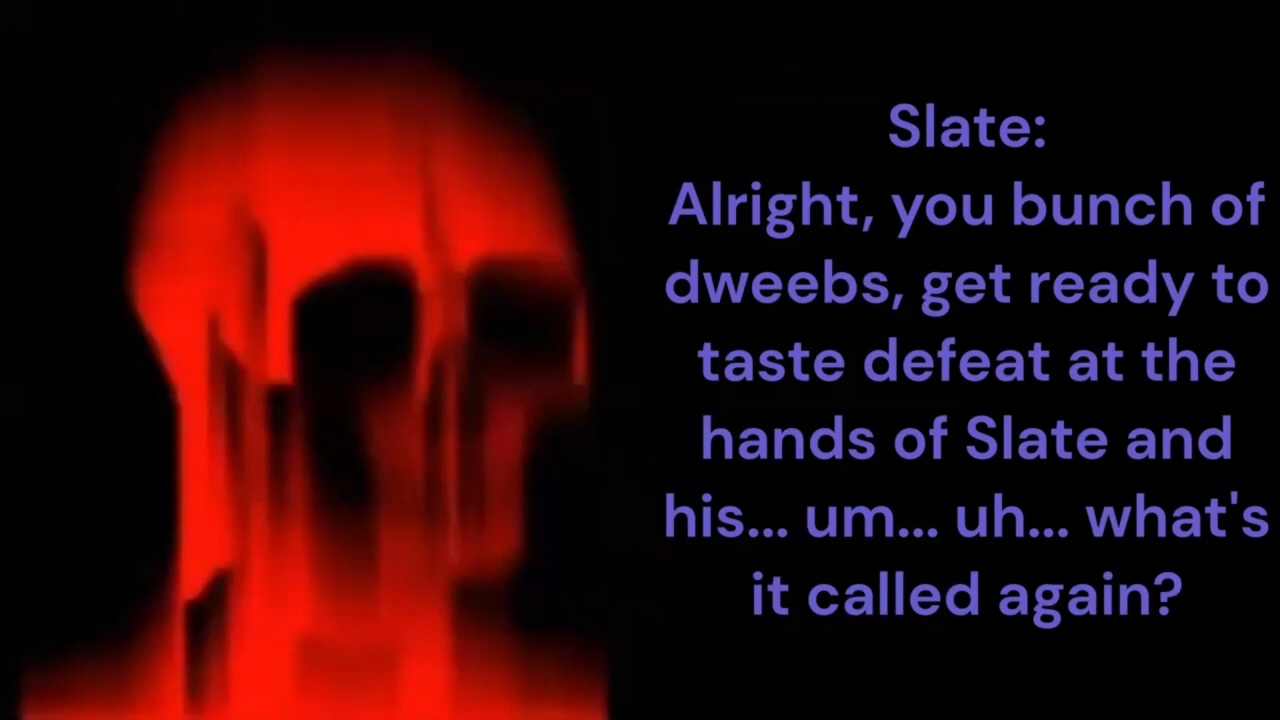 Slate:
Alright, you bunch of
dweebs, get ready to
taste defeat at the
hands of Slate and
his... um... uh... what's
it called again?